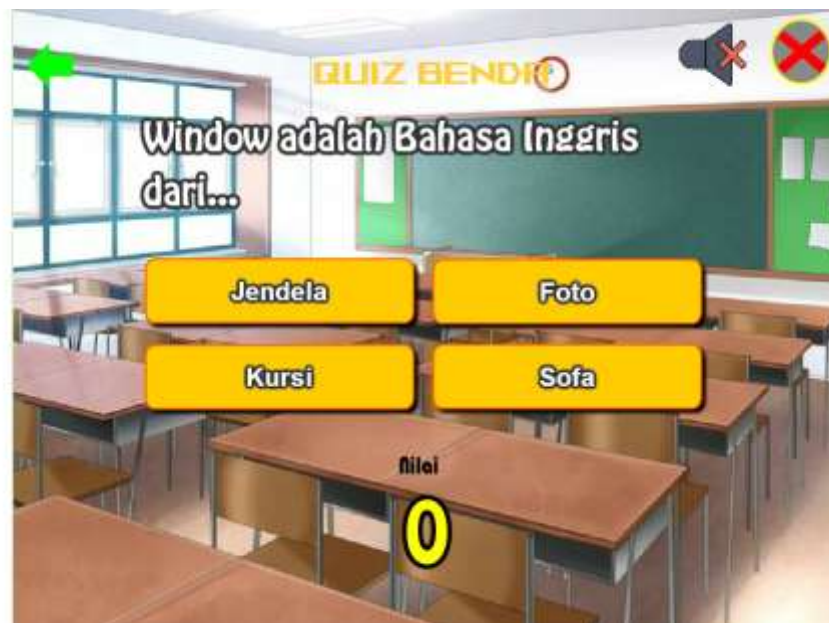 QUIZ BENDA
Window adalah Bahasa Inggris
dari...
Jendela
Foto
Kursi
Sofa
Nilai
0